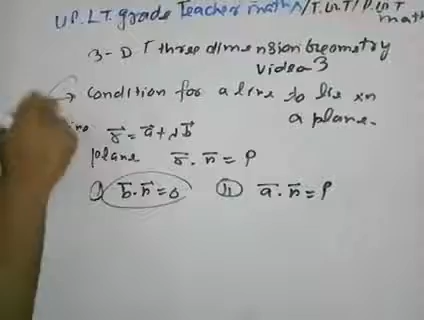 UP. L.T. grade Teacher math /T.G.T/P.G.T
math
3-D [three dimension Geometry
Video 3
→ Condition for a line to lie in
a plane.
r̄ = ā + λb̄
plane r̄ . n̄ = P
i) b̄.n̄ = 0 ii) ā.n̄ = P